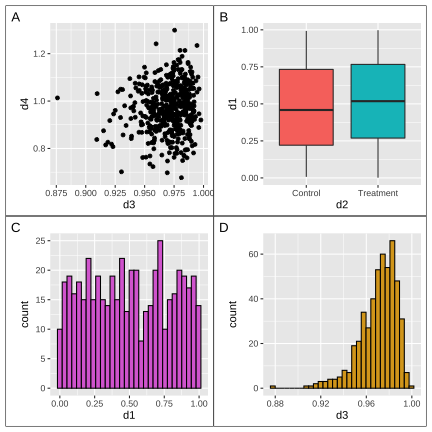 A
1.2
1.0
0.8
d4
0.875 0.900 0.925 0.950 0.975 1.000
d3
B
1.00
0.75
0.50
0.25
0.00
d1
Control Treatment
d2
C
25
20
15
10
5
0
count
0.00 0.25 0.50 0.75 1.00
d1
D
60
40
20
0
count
0.88 0.92 0.96 1.00
d3